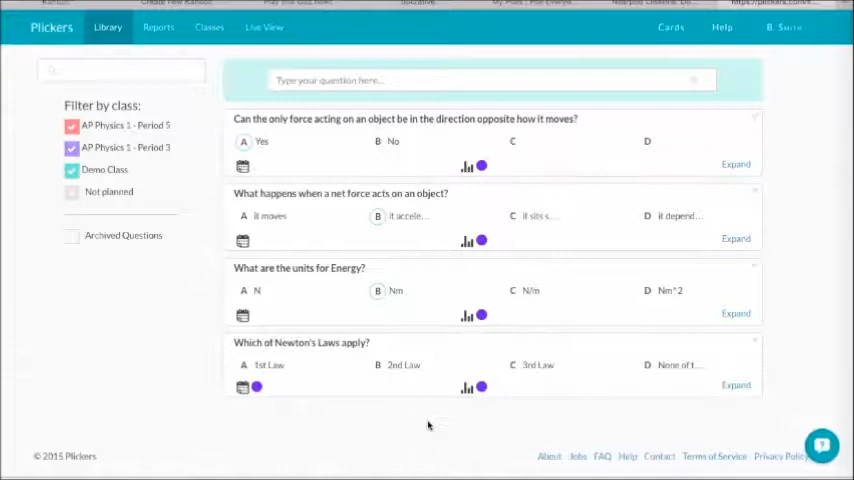 https://plickers.com/l...
Plickers Library Reports Classes Live View Cards Help B. Smith
Type your question here...
Filter by class:
AP Physics 1 - Period 5
AP Physics 1 - Period 3
Demo Class
Not planned
Archived Questions
Can the only force acting on an object be in the direction opposite how it moves?
A Yes B No C D
Expand
What happens when a net force acts on an object?
A it moves B it accele... C it sits s... D it depend...
Expand
What are the units for Energy?
A N B Nm C N/m D Nm^2
Expand
Which of Newton's Laws apply?
A 1st Law B 2nd Law C 3rd Law D None of t...
Expand
© 2015 Plickers About Jobs FAQ Help Contact Terms of Service Privacy Policy